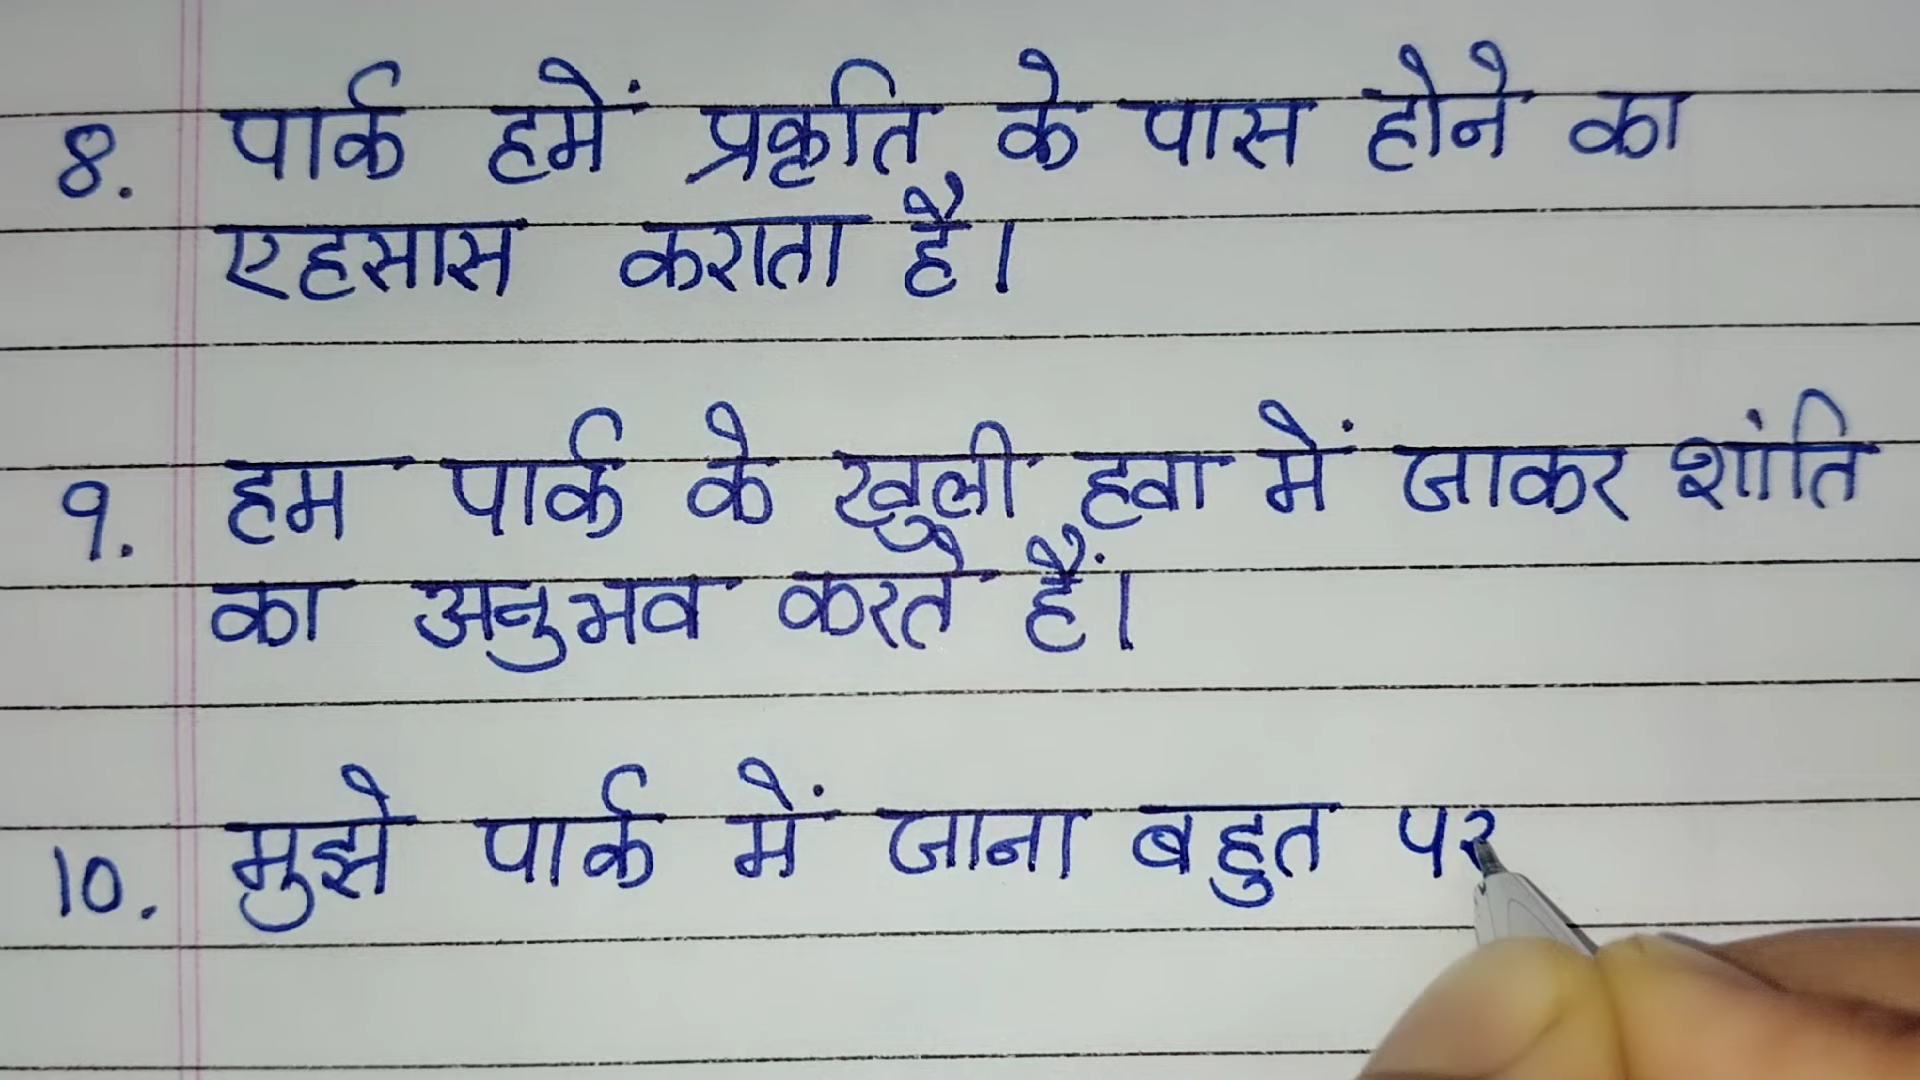 8. पार्क हमें प्रकृति के पास होने का
एहसास कराता है।
9. हम पार्क के खुली हवा में जाकर शांति
का अनुभव करते हैं।
10. मुझे पार्क में जाना बहुत